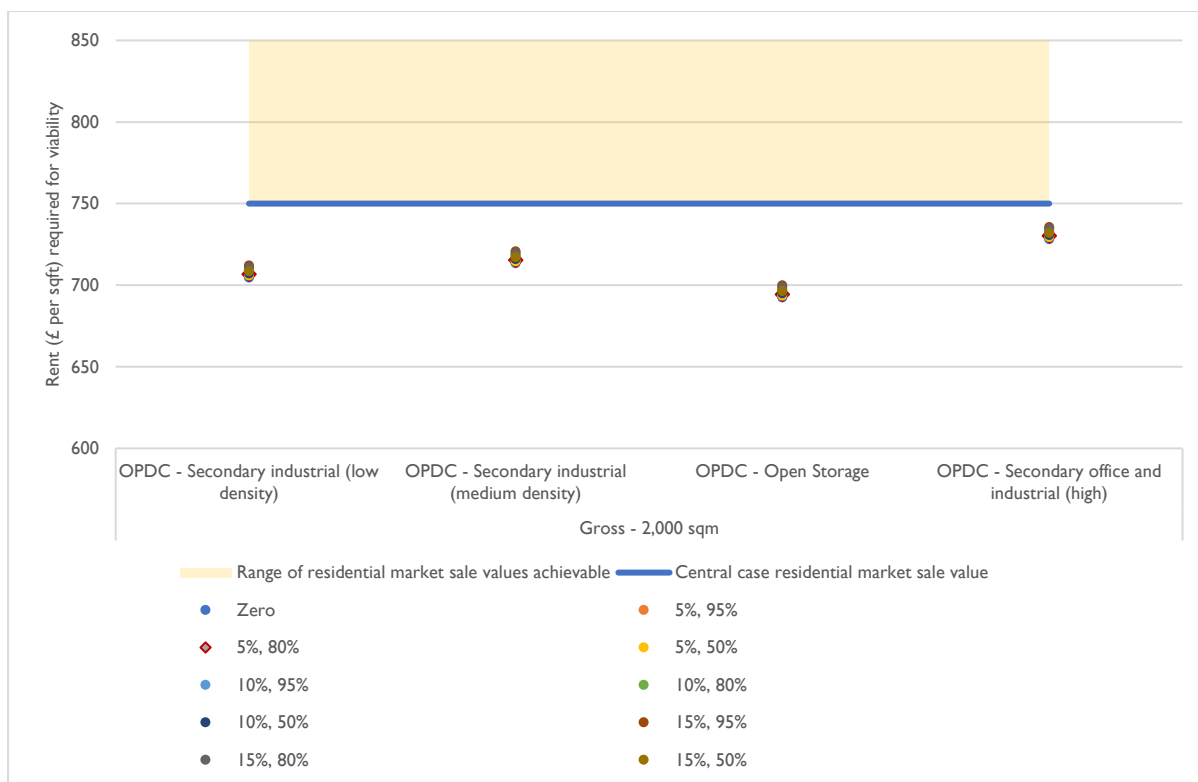 Rent (£ per sqft) required for viability
850
800
750
700
650
600
OPDC - Secondary industrial (low
density)
OPDC - Secondary industrial
(medium density)
OPDC - Open Storage
OPDC - Secondary office and
industrial (high)
Gross - 2,000 sqm
Range of residential market sale values achievable
Central case residential market sale value
Zero
5%, 95%
5%, 80%
5%, 50%
10%, 95%
10%, 80%
10%, 50%
15%, 95%
15%, 80%
15%, 50%